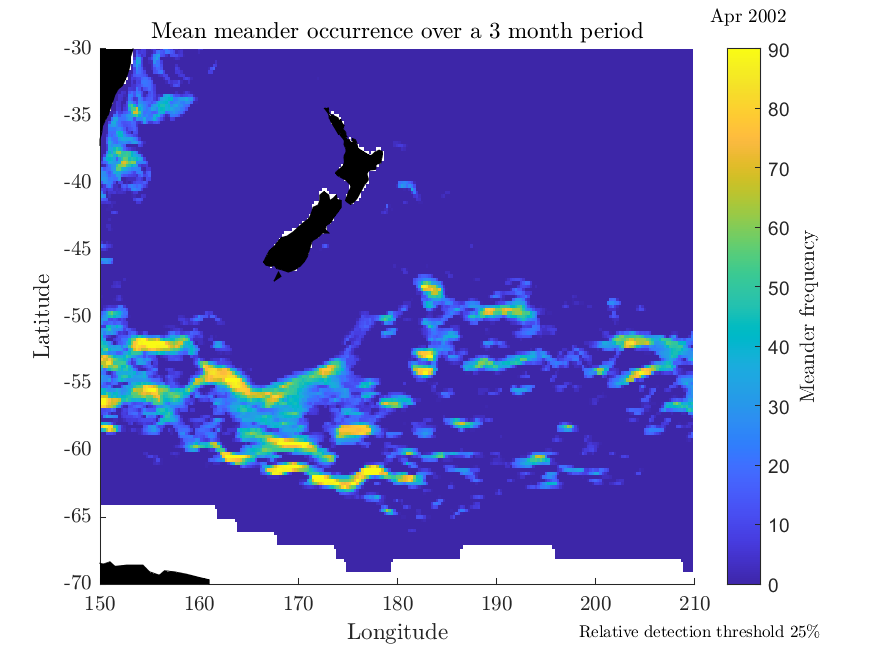 Apr 2002
Mean meander occurrence over a 3 month period
-30
-35
-40
-45
-50
-55
-60
-65
-70
Latitude
150 160 170 180 190 200 210
Longitude
90
80
70
60
50
40
30
20
10
0
Meander frequency
Relative detection threshold 25%